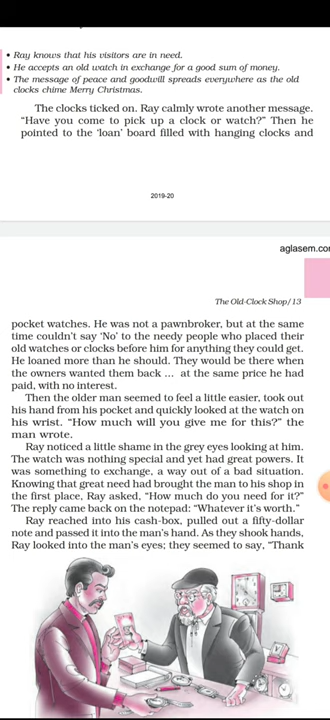 • Ray knows that his visitors are in need.
• He accepts an old watch in exchange for a good sum of money.
• The message of peace and goodwill spreads everywhere as the old
clocks chime Merry Christmas.
The clocks ticked on. Ray calmly wrote another message.
“Have you come to pick up a clock or watch?” Then he
pointed to the ‘loan’ board filled with hanging clocks and
2019-20
aglasem.com
The Old-Clock Shop/13
pocket watches. He was not a pawnbroker, but at the same
time couldn’t say ‘No’ to the needy people who placed their
old watches or clocks before him for anything they could get.
He loaned more than he should. They would be there when
the owners wanted them back ... at the same price he had
paid, with no interest.
Then the older man seemed to feel a little easier, took out
his hand from his pocket and quickly looked at the watch on
his wrist. “How much will you give me for this?” the
man wrote.
Ray noticed a little shame in the grey eyes looking at him.
The watch was nothing special and yet had great powers. It
was something to exchange, a way out of a bad situation.
Knowing that great need had brought the man to his shop in
the first place, Ray asked, “How much do you need for it?”
The reply came back on the notepad: “Whatever it’s worth.”
Ray reached into his cash-box, pulled out a fifty-dollar
note and passed it into the man’s hand. As they shook hands,
Ray looked into the man’s eyes; they seemed to say, “Thank